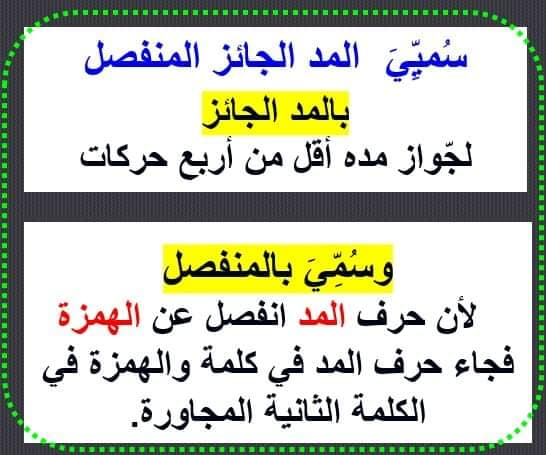 سُميِّيَ المد الجائز المنفصل
بالمد الجائز
لجّواز مده أقل من أربع حركات
وسُمِّيَ بالمنفصل
لأن حرف المد انفصل عن الهمزة
فجاء حرف المد في كلمة والهمزة في
الكلمة الثانية المجاورة.